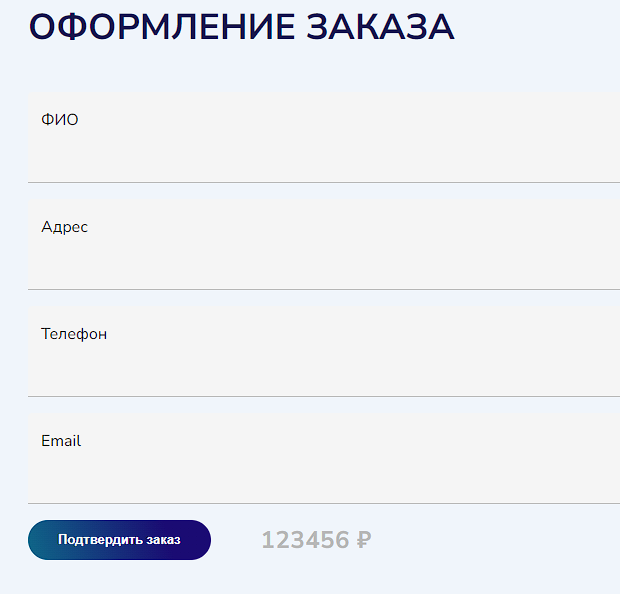 ОФОРМЛЕНИЕ ЗАКАЗА
ФИО
Адрес
Телефон
Email
Подтвердить заказ 123456 ₽